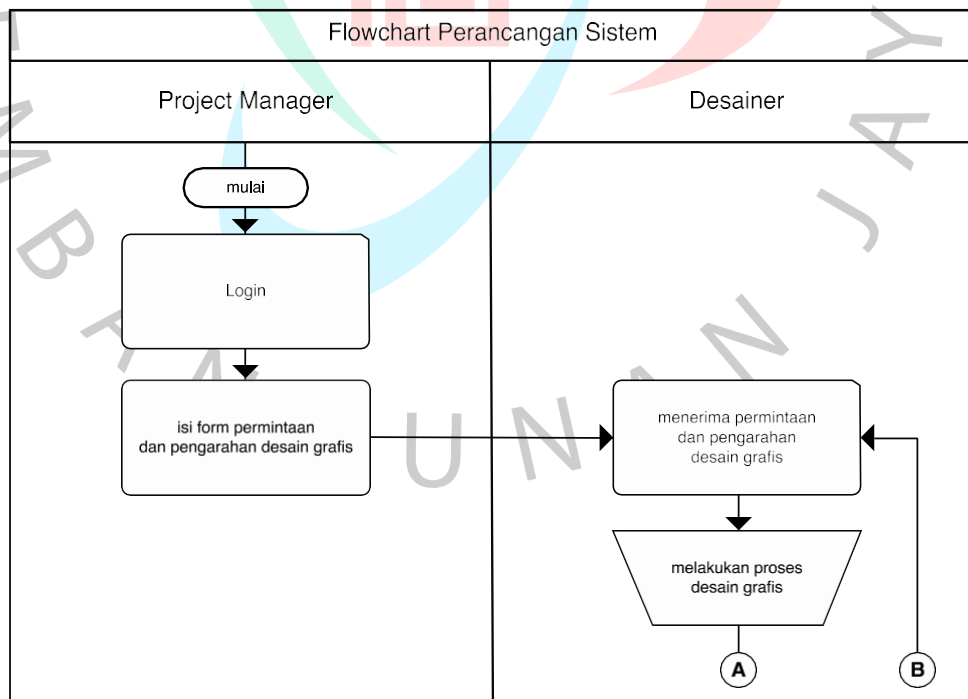 Flowchart Perancangan Sistem
Project Manager
Desainer
mulai
Login
isi form permintaan
dan pengarahan desain grafis
menerima permintaan
dan pengarahan
desain grafis
melakukan proses
desain grafis
A
B